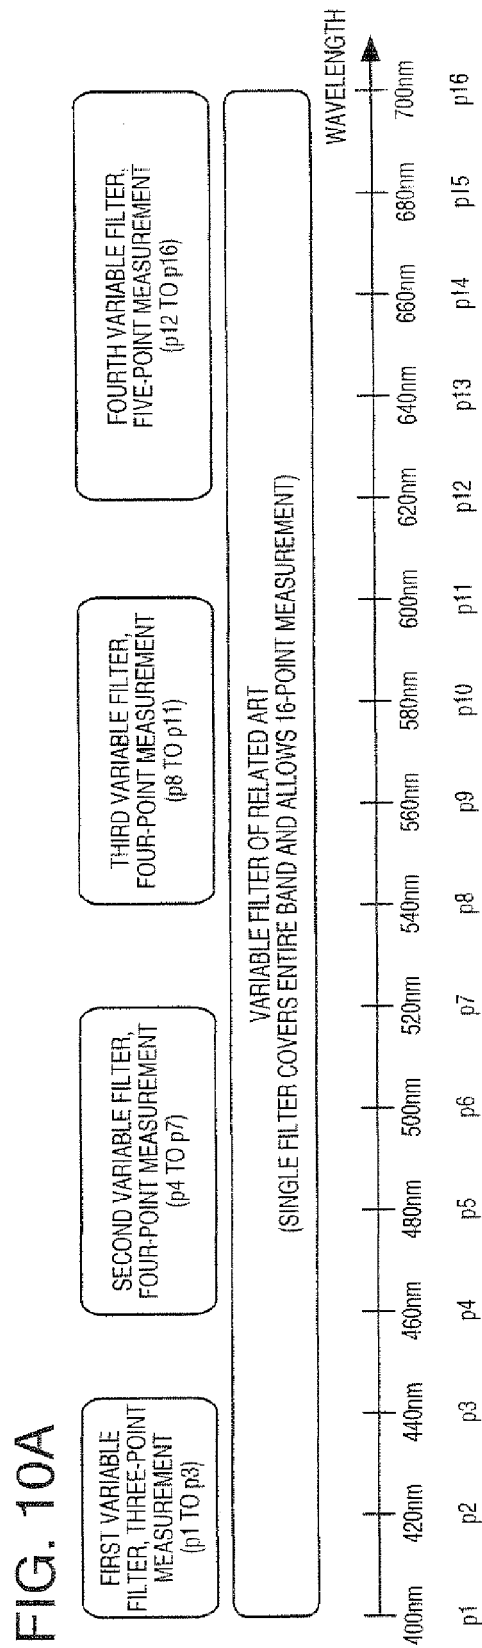 FIG. 10A
FIRST VARIABLE
FILTER, THREE-POINT
MEASUREMENT
(p1 TO p3)
SECOND VARIABLE FILTER,
FOUR-POINT MEASUREMENT
(p4 TO p7)
THIRD VARIABLE FILTER,
FOUR-POINT MEASUREMENT
(p8 TO p11)
FOURTH VARIABLE FILTER,
FIVE-POINT MEASUREMENT
(p12 TO p16)
VARIABLE FILTER OF RELATED ART
(SINGLE FILTER COVERS ENTIRE BAND AND ALLOWS 16-POINT MEASUREMENT)
WAVELENGTH
400nm 420nm 440nm 460nm 480nm 500nm 520nm 540nm 560nm 580nm 600nm 620nm 640nm 660nm 680nm 700nm
p1 p2 p3 p4 p5 p6 p7 p8 p9 p10 p11 p12 p13 p14 p15 p16